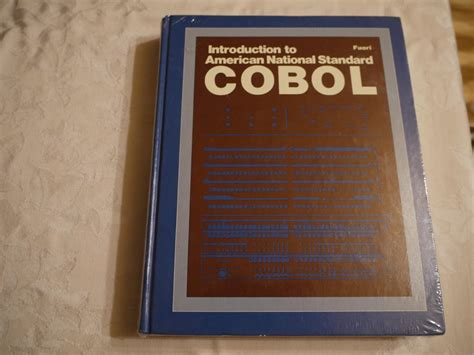 Introduction to
Fuori
American National Standard
COBOL